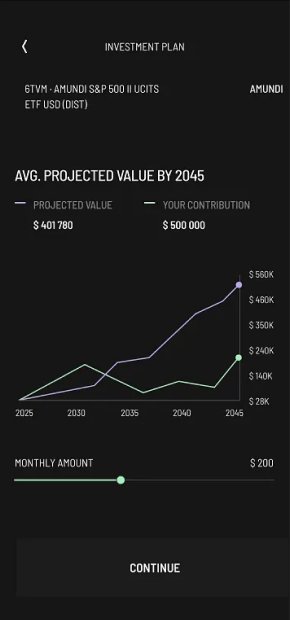 INVESTMENT PLAN
6TVM · AMUNDI S&P 500 II UCITS
ETF USD (DIST)
AMUNDI
AVG. PROJECTED VALUE BY 2045
PROJECTED VALUE
$ 401 780
YOUR CONTRIBUTION
$ 500 000
$ 560K
$ 460K
$ 350K
$ 240K
$ 140K
$ 28K
2025 2030 2035 2040 2045
MONTHLY AMOUNT $ 200
CONTINUE